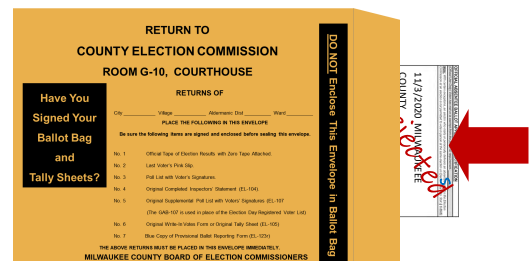 RETURN TO
COUNTY ELECTION COMMISSION
ROOM G-10, COURTHOUSE
RETURNS OF
City ________ Village ________ Aldermanic Dist ________ Ward ________
PLACE THE FOLLOWING IN THIS ENVELOPE
Be sure the following items are signed and enclosed before sealing this envelope.
No. 1 Official Tape of Election Results with Zero Tape Attached.
No. 2 Last Voter's Pink Slip
No. 3 Poll List with Voter's Signatures
No. 4 Original Completed Inspectors' Statement (EL-104)
No. 5 Original Supplemental Poll List with Voters' Signatures (EL-107
(The GAB-107 is used in place of the Election Day Registered Voter List)
No. 6 Original Write-In Votes Form or Original Tally Sheet (EL-105)
No. 7 Blue Copy of Provisional Ballot Reporting Form (EL-123r)
THE ABOVE RETURNS MUST BE PLACED IN THIS ENVELOPE IMMEDIATELY.
MILWAUKEE COUNTY BOARD OF ELECTION COMMISSIONERS
Have You
Signed Your
Ballot Bag
and
Tally Sheets?
DO NOT Enclose This Envelope in Ballot Bag
11/3/2020 MILWAUKEE
COUNTY
Rejected